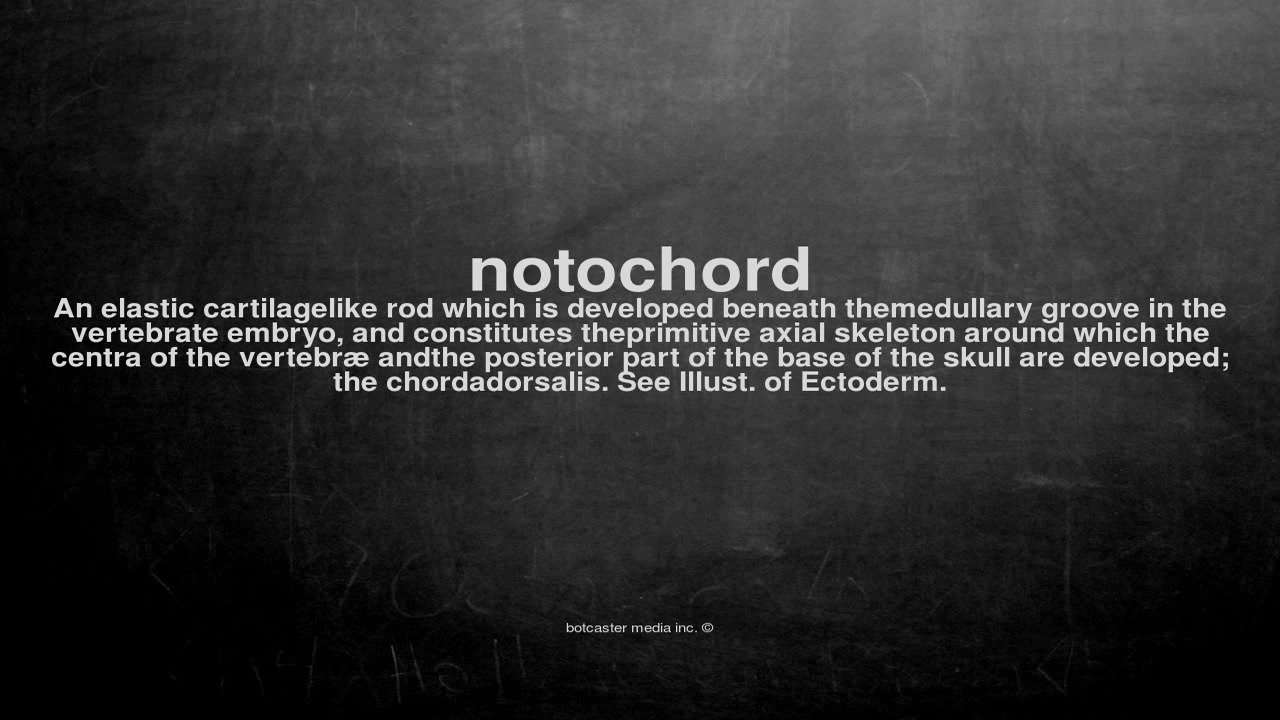 notochord
An elastic cartilagelike rod which is developed beneath themedullary groove in the
vertebrate embryo, and constitutes theprimitive axial skeleton around which the
centra of the vertebræ andthe posterior part of the base of the skull are developed;
the chordadorsalis. See Illust. of Ectoderm.
botcaster media inc. ©